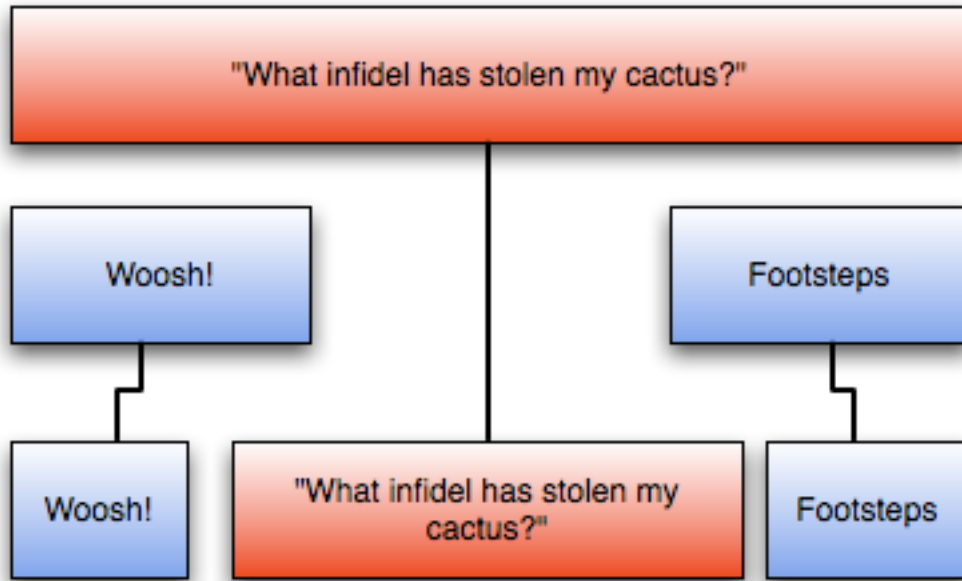 "What infidel has stolen my cactus?"
Woosh!
Footsteps
Woosh!
"What infidel has stolen my
cactus?"
Footsteps